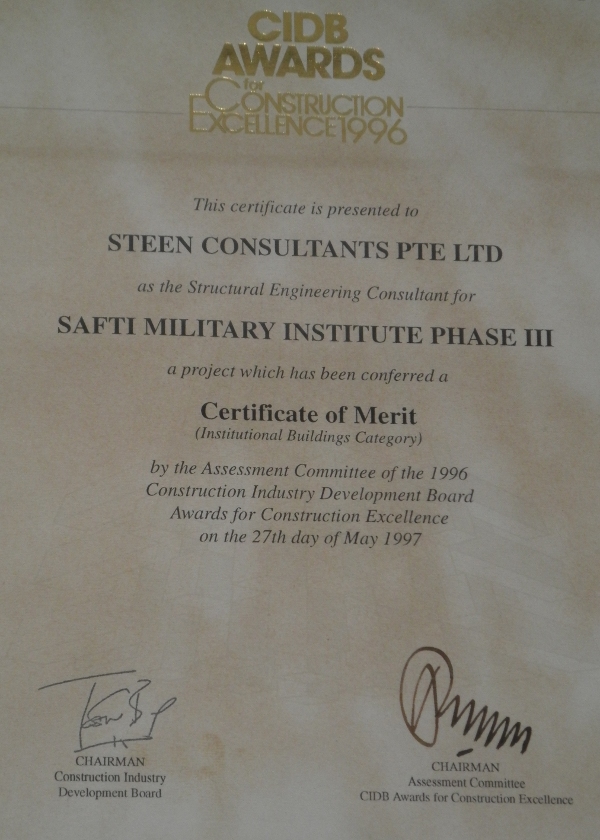 CIDB
AWARDS
for
CONSTRUCTION
EXCELLENCE 1996
This certificate is presented to
STEEN CONSULTANTS PTE LTD
as the Structural Engineering Consultant for
SAFTI MILITARY INSTITUTE PHASE III
a project which has been conferred a
Certificate of Merit
(Institutional Buildings Category)
by the Assessment Committee of the 1996
Construction Industry Development Board
Awards for Construction Excellence
on the 27th day of May 1997
CHAIRMAN
Construction Industry
Development Board
CHAIRMAN
Assessment Committee
CIDB Awards for Construction Excellence